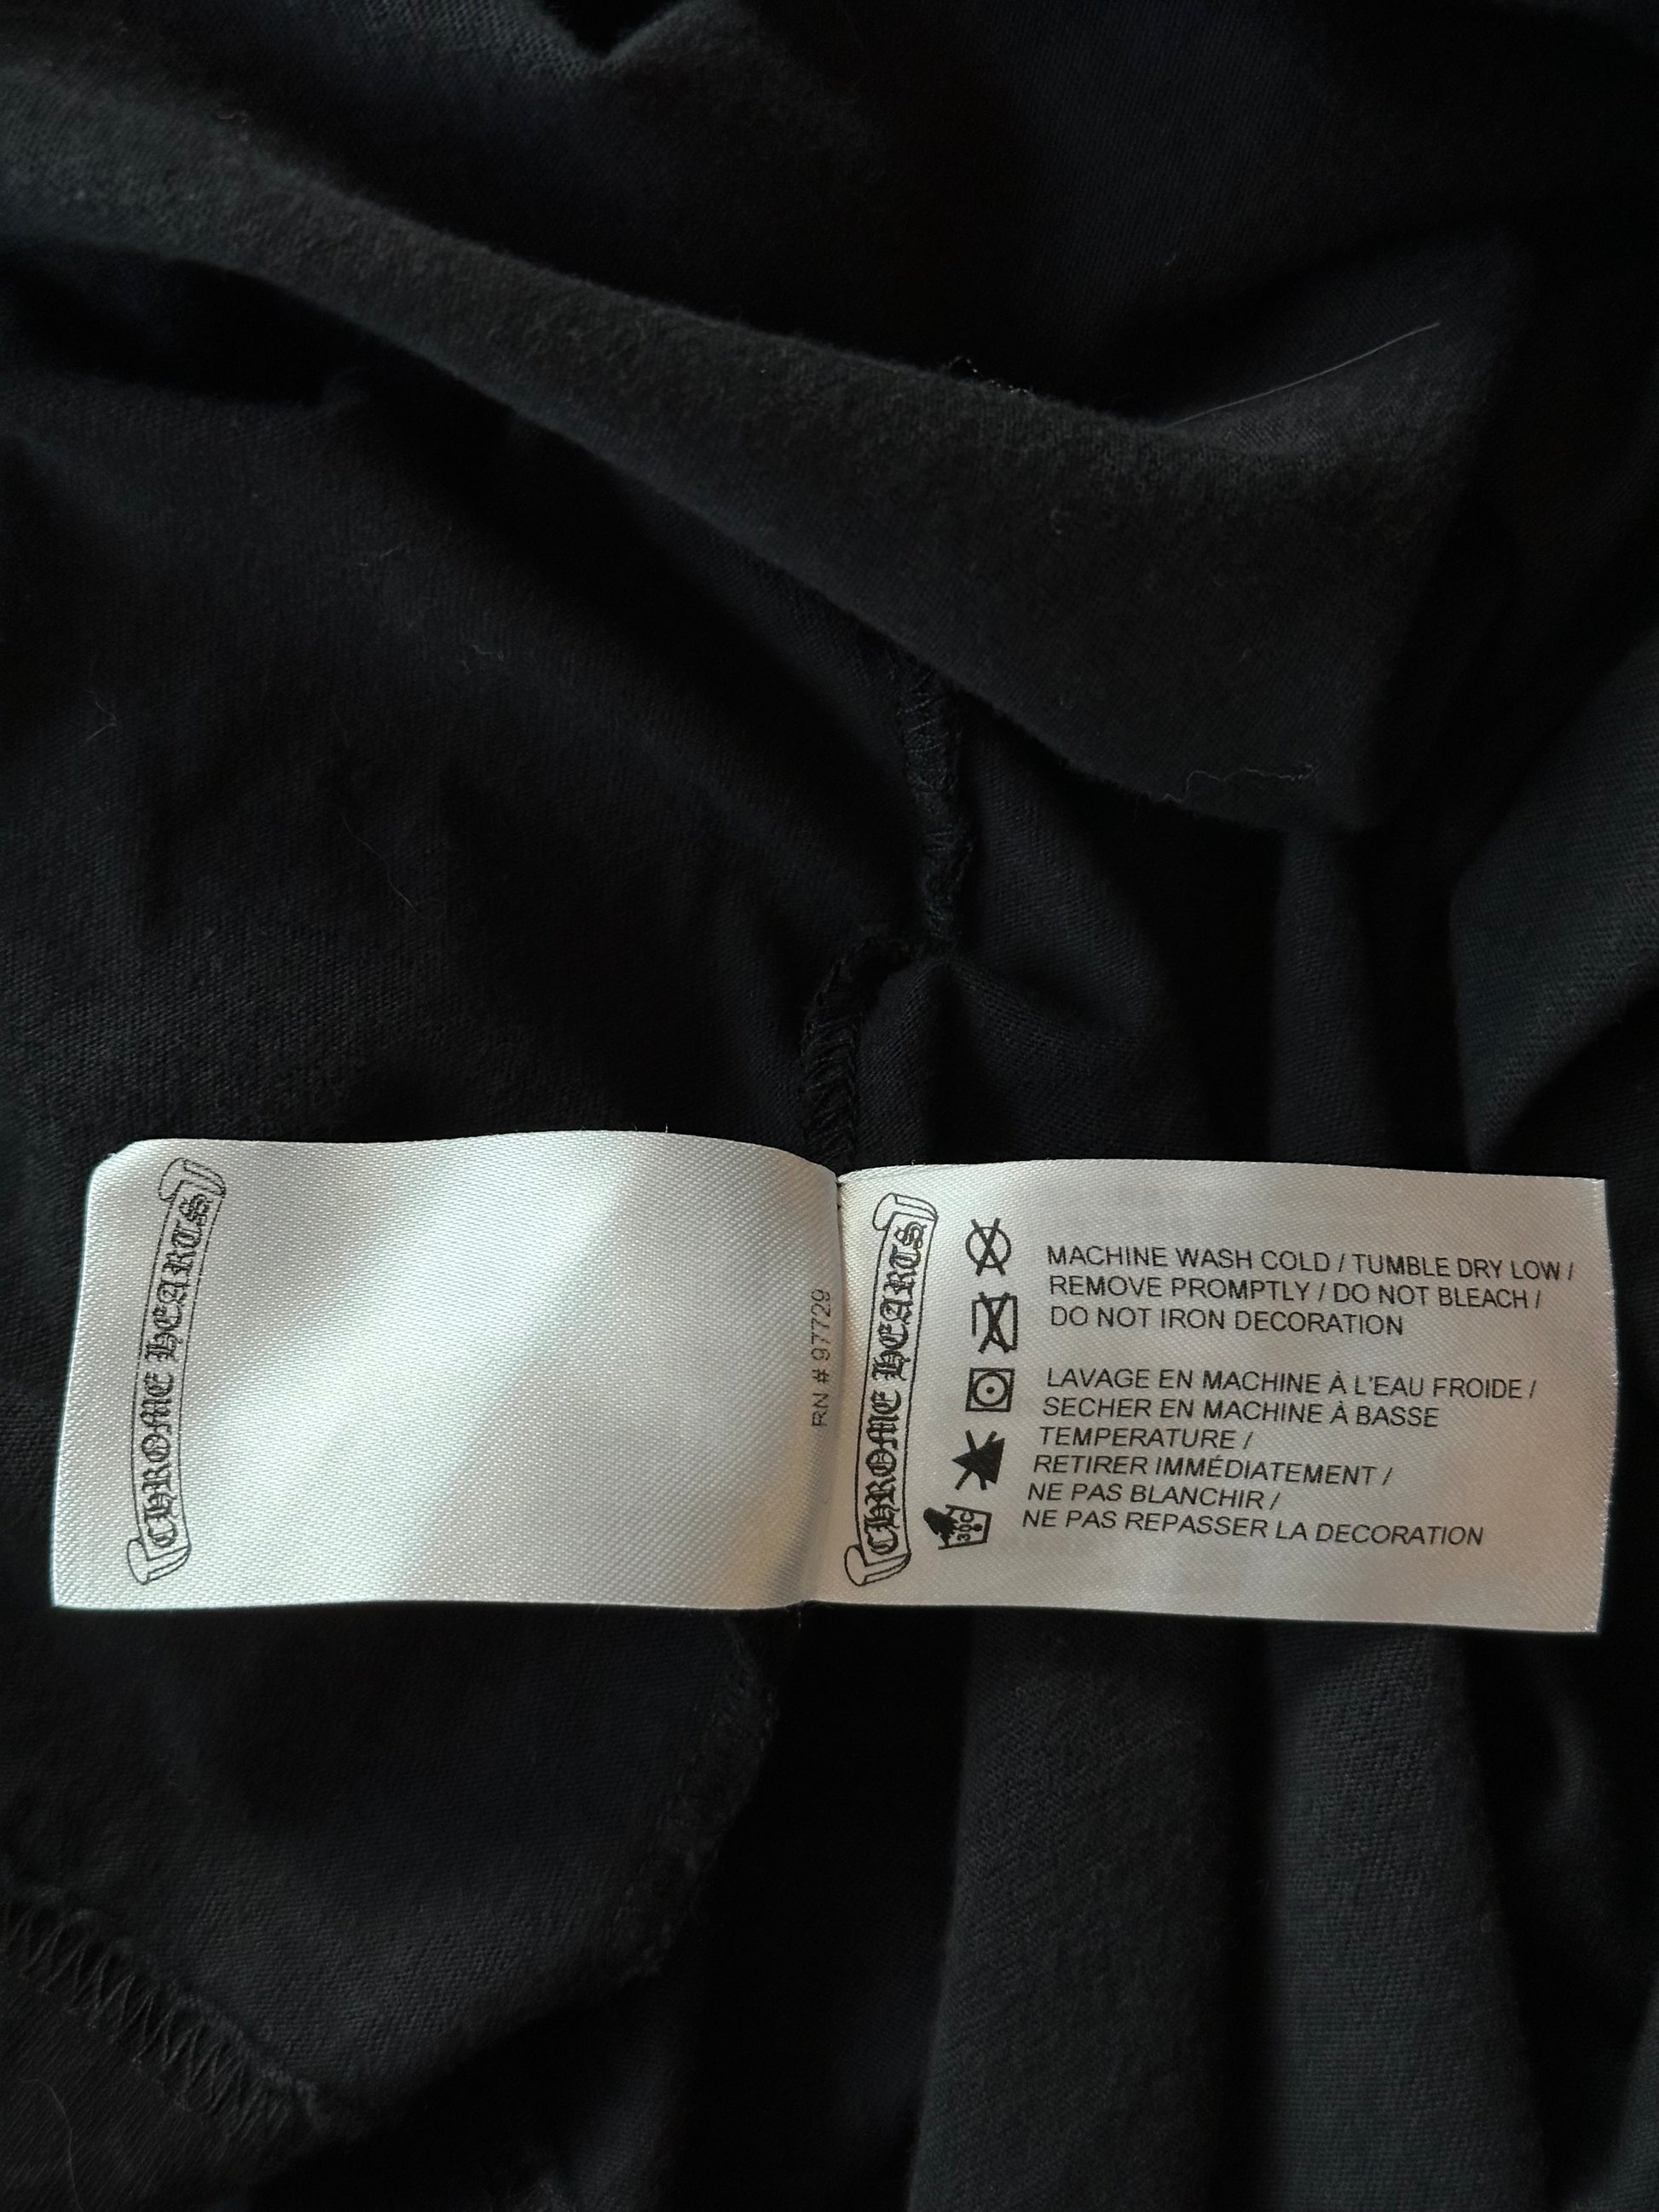 CHROME HEARTS
RN # 97729
CHROME HEARTS
MACHINE WASH COLD / TUMBLE DRY LOW /
REMOVE PROMPTLY / DO NOT BLEACH /
DO NOT IRON DECORATION
LAVAGE EN MACHINE À L'EAU FROIDE /
SECHER EN MACHINE À BASSE
TEMPERATURE /
RETIRER IMMÉDIATEMENT /
NE PAS BLANCHIR /
NE PAS REPASSER LA DECORATION
30C